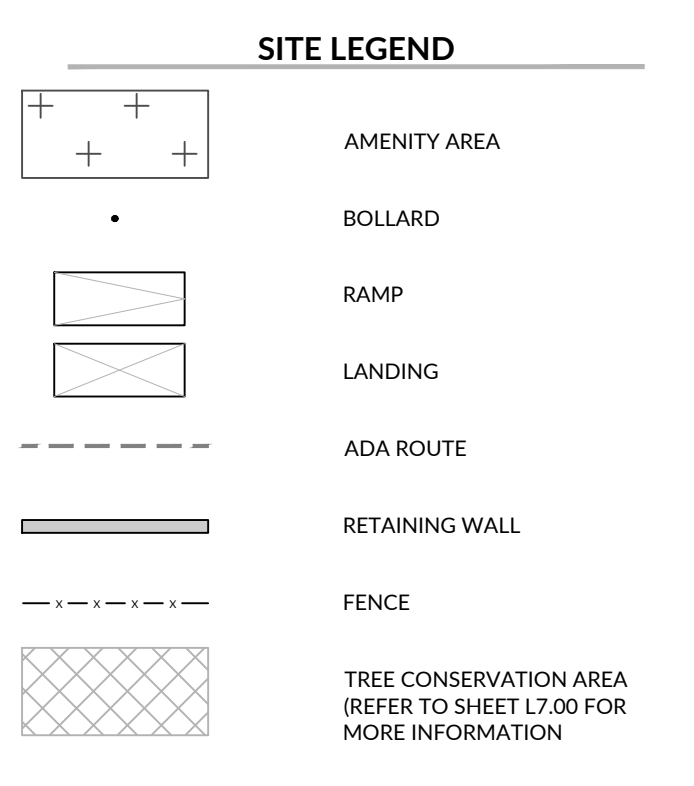 SITE LEGEND
AMENITY AREA
BOLLARD
RAMP
LANDING
ADA ROUTE
RETAINING WALL
x x x x
FENCE
TREE CONSERVATION AREA
(REFER TO SHEET L7.00 FOR
MORE INFORMATION